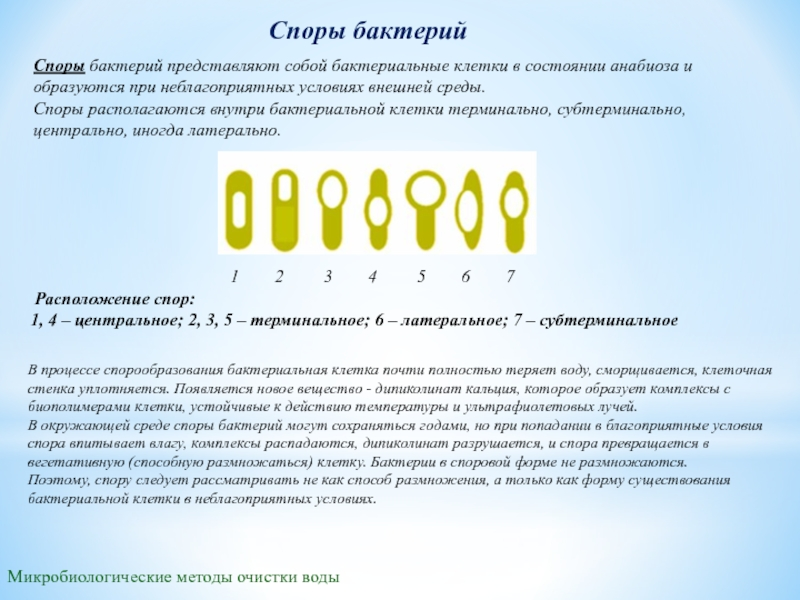 Споры бактерий
Споры бактерий представляют собой бактериальные клетки в состоянии анабиоза и
образуются при неблагоприятных условиях внешней среды.
Споры располагаются внутри бактериальной клетки терминально, субтерминально,
центрально, иногда латерально.
1 2 3 4 5 6 7
Расположение спор:
1, 4 – центральное; 2, 3, 5 – терминальное; 6 – латеральное; 7 – субтерминальное
В процессе спорообразования бактериальная клетка почти полностью теряет воду, сморщивается, клеточная
стенка уплотняется. Появляется новое вещество - дипиколинат кальция, которое образует комплексы с
биополимерами клетки, устойчивые к действию температуры и ультрафиолетовых лучей.
В окружающей среде споры бактерий могут сохраняться годами, но при попадании в благоприятные условия
спора впитывает влагу, комплексы распадаются, дипиколинат разрушается, и спора превращается в
вегетативную (способную размножаться) клетку. Бактерии в споровой форме не размножаются.
Поэтому, спору следует рассматривать не как способ размножения, а только как форму существования
бактериальной клетки в неблагоприятных условиях.
Микробиологические методы очистки воды